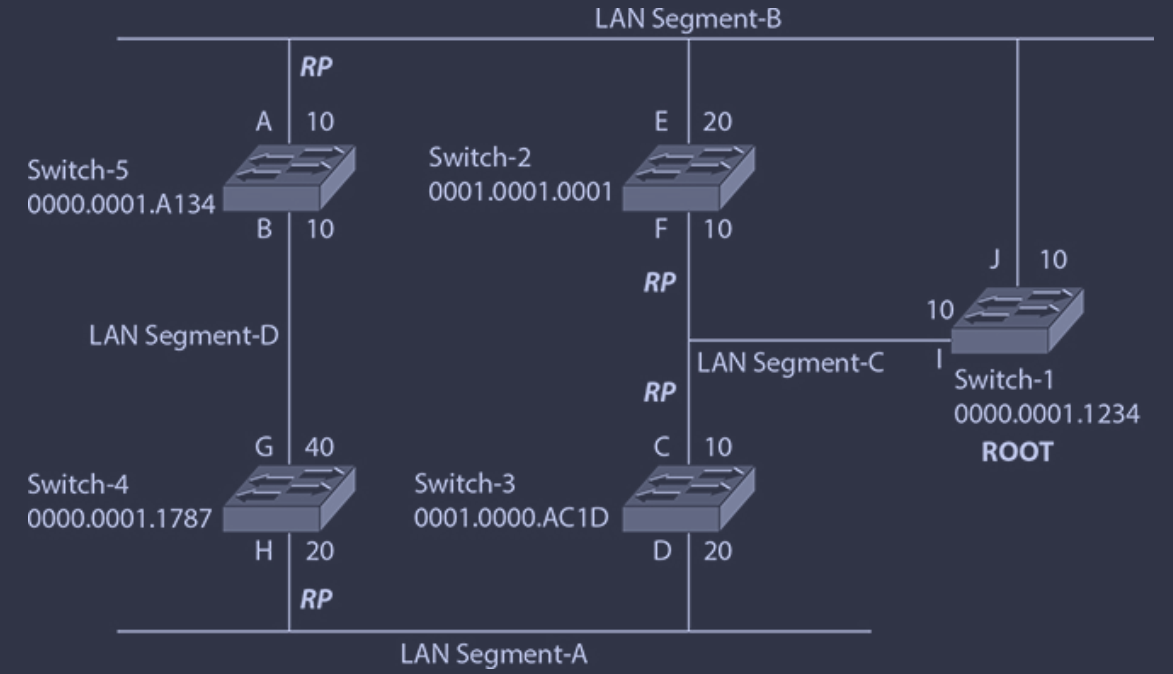 LAN Segment-B
RP
A 10
E 20
Switch-5
0000.0001.A134
Switch-2
0001.0001.0001
B 10
F 10
J 10
RP
10
LAN Segment-D
LAN Segment-C
I
Switch-1
0000.0001.1234
ROOT
RP
G 40
C 10
Switch-4
0000.0001.1787
Switch-3
0001.0000.AC1D
H 20
D 20
RP
LAN Segment-A